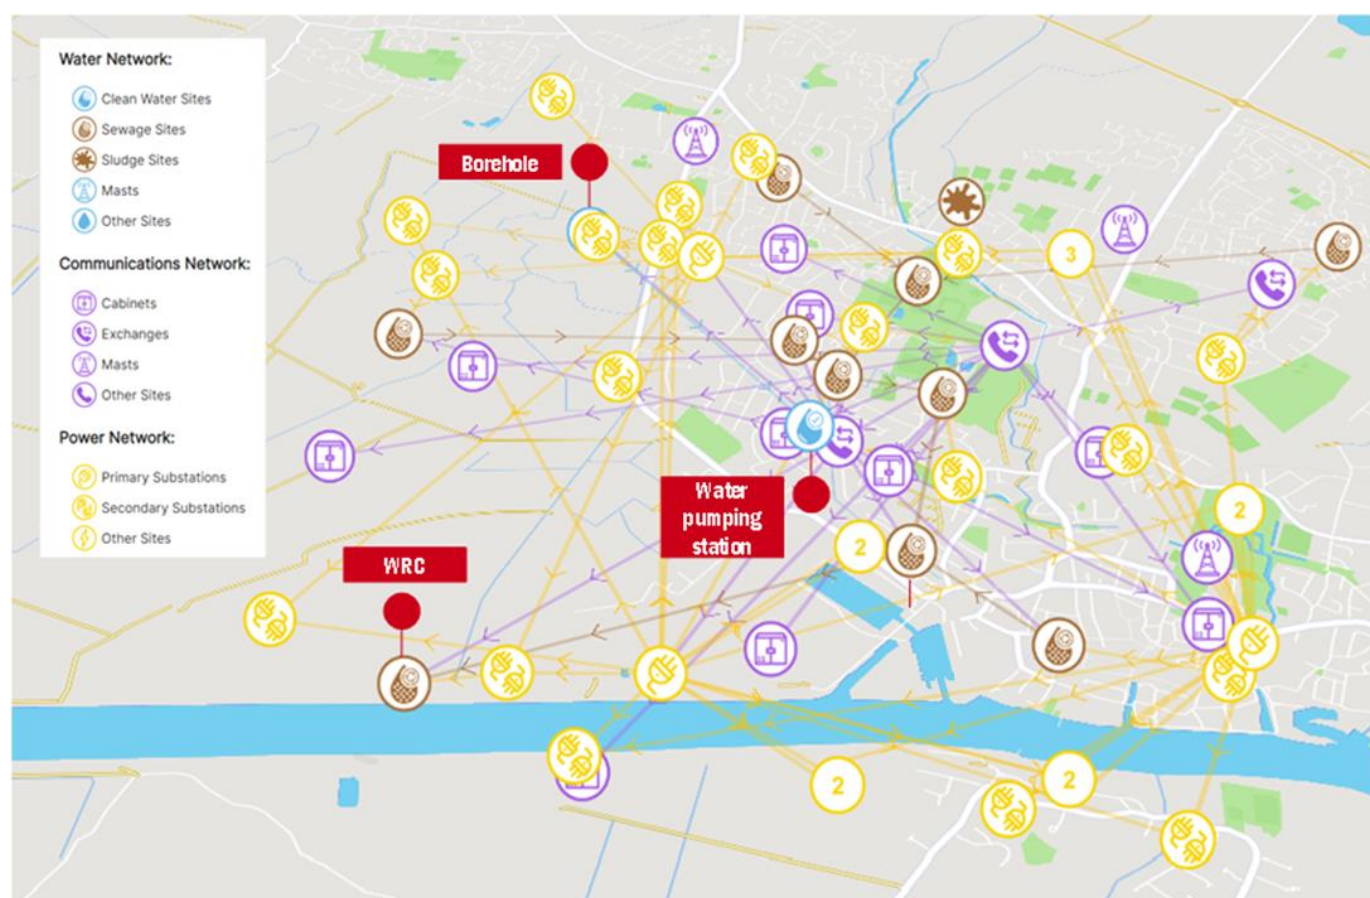 Water Network:
Clean Water Sites
Sewage Sites
Sludge Sites
Masts
Other Sites
Communications Network:
Cabinets
Exchanges
Masts
Other Sites
Power Network:
Primary Substations
Secondary Substations
Other Sites
Borehole
3
Water
pumping
station
2
2
WRC
2
2